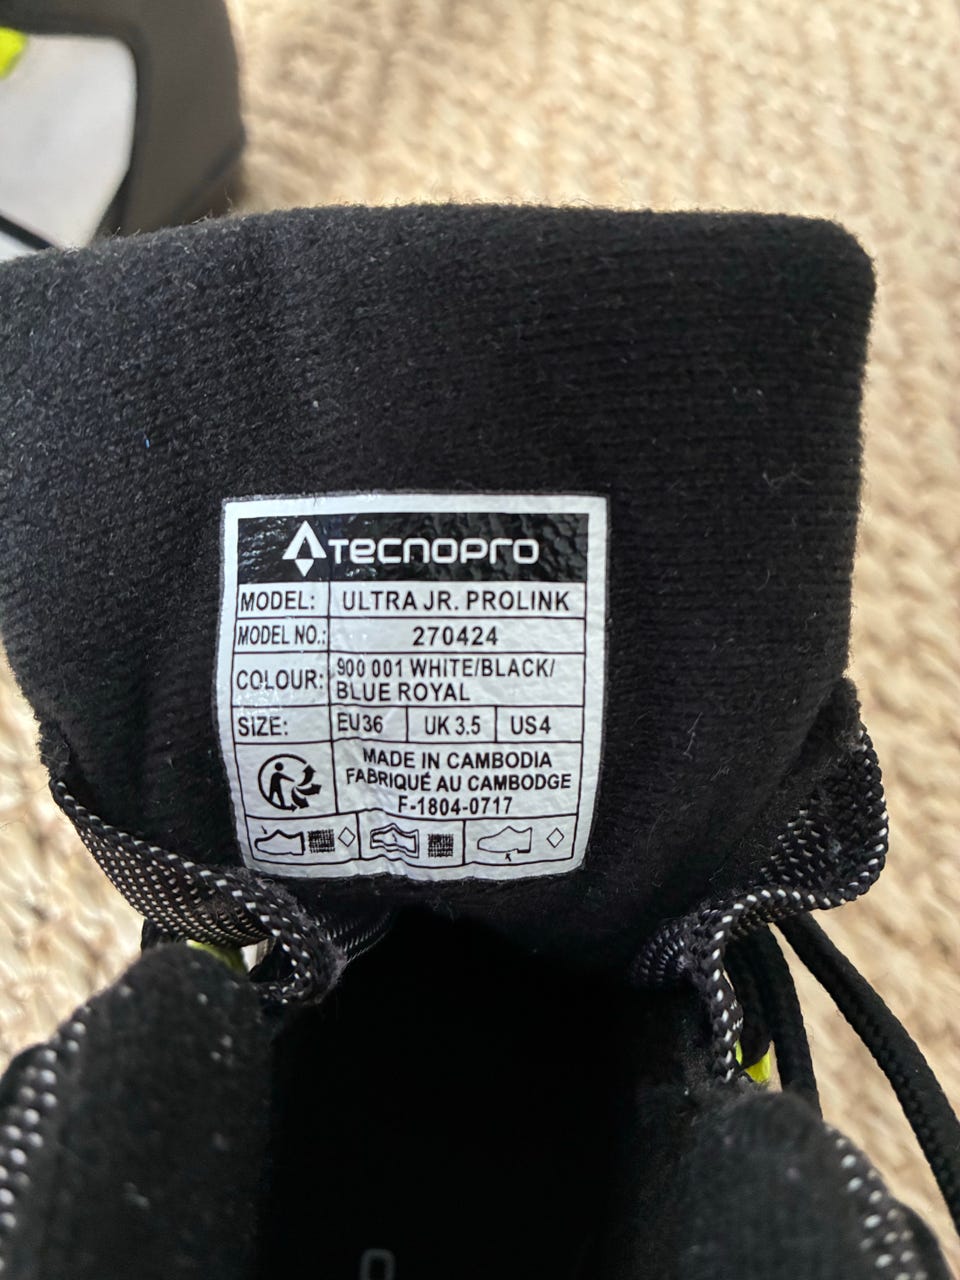 TECNOPRO
MODEL: ULTRA JR. PROLINK
MODEL NO.: 270424
COLOUR: 900 001 WHITE/BLACK/
BLUE ROYAL
SIZE: EU36 UK 3.5 US4
MADE IN CAMBODIA
FABRIQUÉ AU CAMBODGE
F-1804-0717